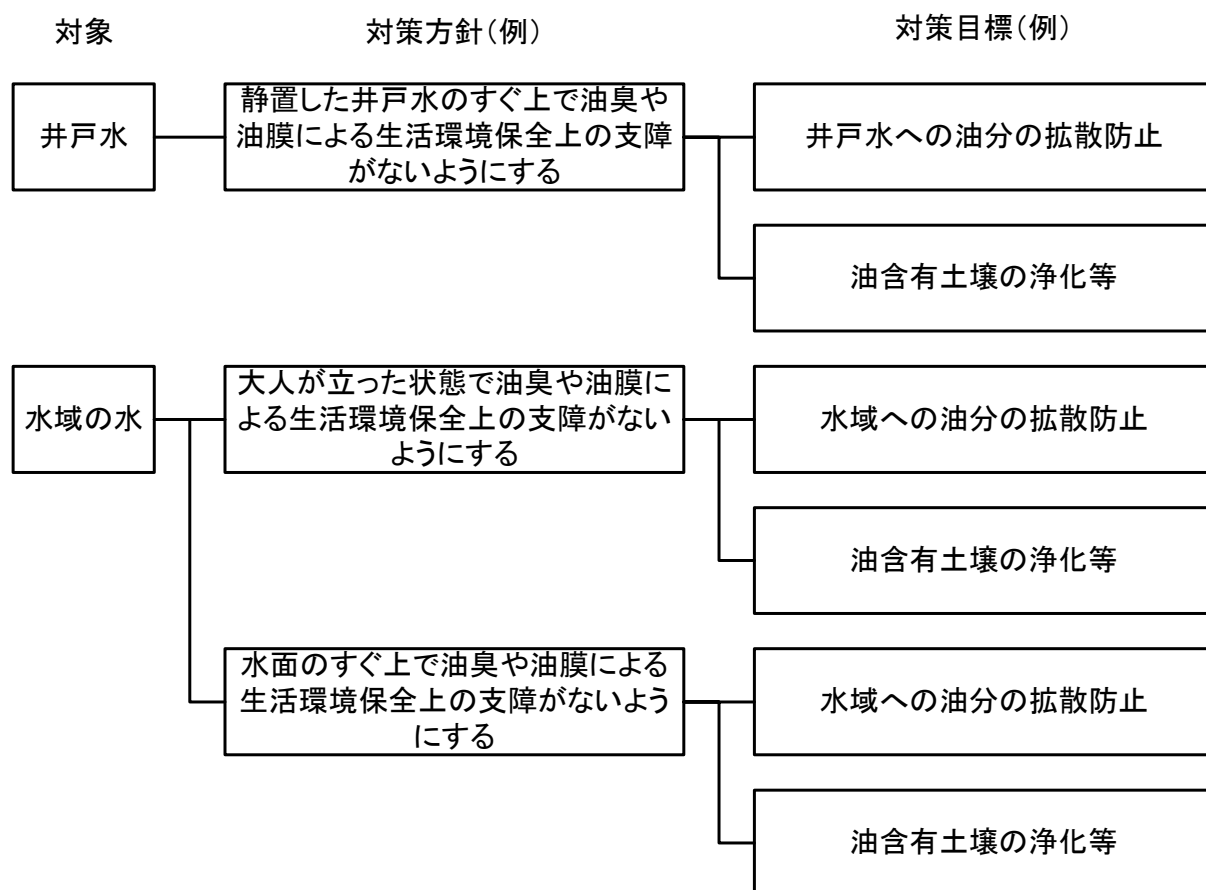 対象
対策方針(例)
対策目標(例)
井戸水
静置した井戸水のすぐ上で油臭や
油膜による生活環境保全上の支障
がないようにする
井戸水への油分の拡散防止
油含有土壌の浄化等
水域の水
大人が立った状態で油臭や油膜に
よる生活環境保全上の支障がない
ようにする
水域への油分の拡散防止
油含有土壌の浄化等
水面のすぐ上で油臭や油膜による
生活環境保全上の支障がないよう
にする
水域への油分の拡散防止
油含有土壌の浄化等